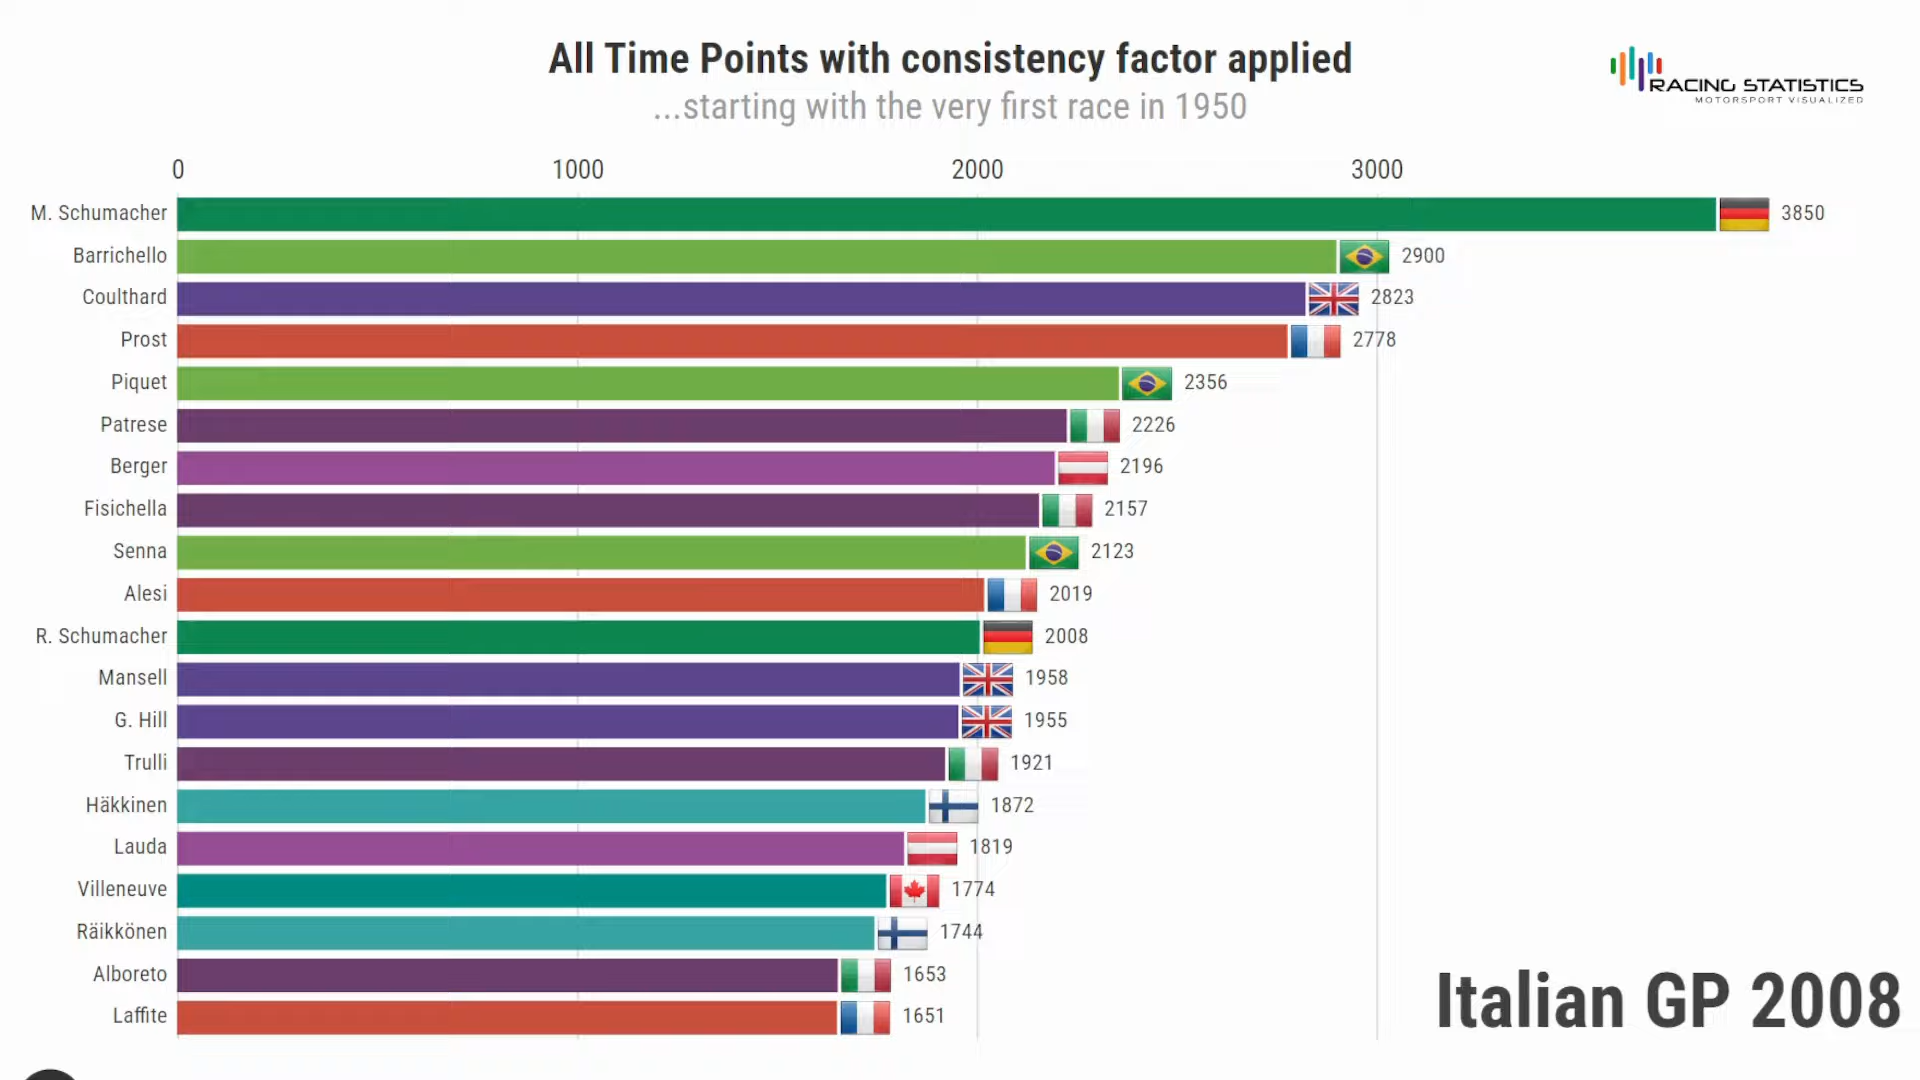 All Time Points with consistency factor applied
...starting with the very first race in 1950
RACING STATISTICS
MOTORSPORT VISUALIZED
0 1000 2000 3000
M. Schumacher 3850
Barrichello 2900
Coulthard 2823
Prost 2778
Piquet 2356
Patrese 2226
Berger 2196
Fisichella 2157
Senna 2123
Alesi 2019
R. Schumacher 2008
Mansell 1958
G. Hill 1955
Trulli 1921
Häkkinen 1872
Lauda 1819
Villeneuve 1774
Räikkönen 1744
Alboreto 1653
Laffite 1651
Italian GP 2008